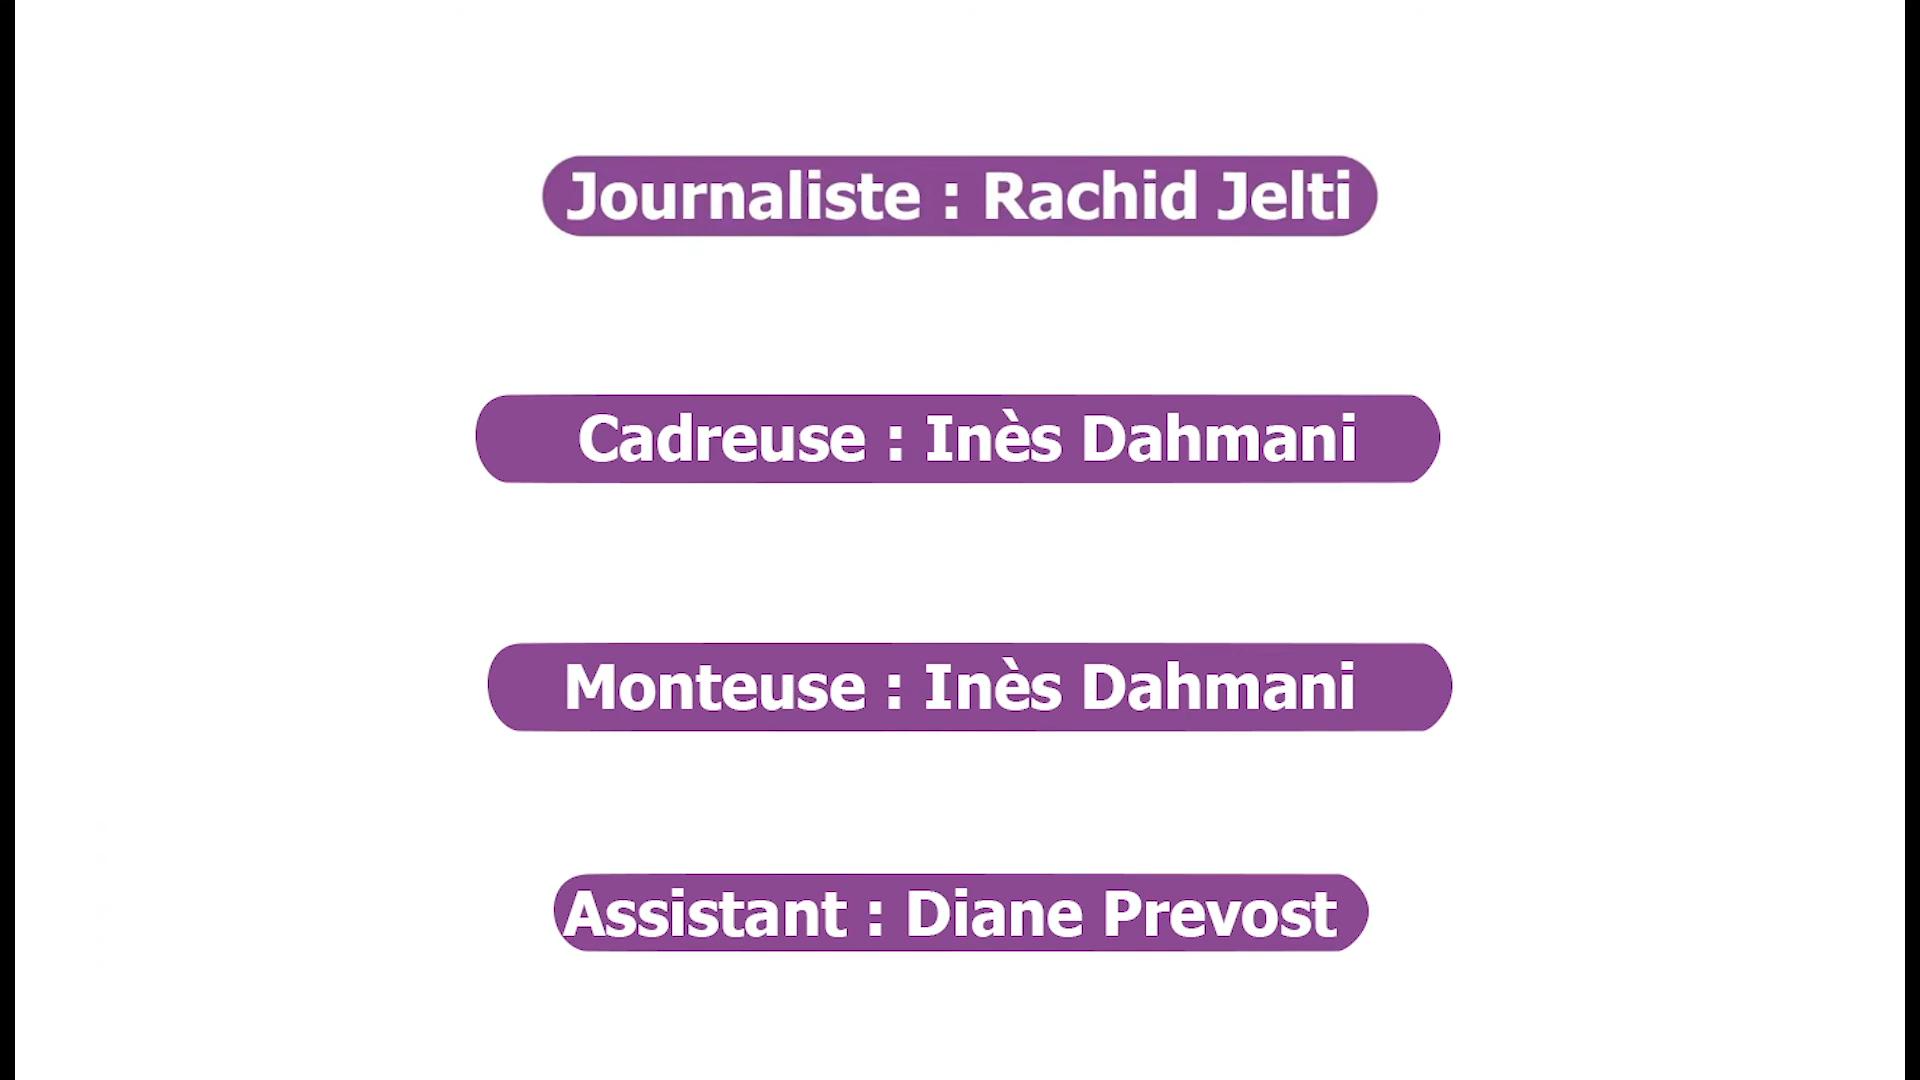 Journaliste : Rachid Jelti
Cadreuse : Inès Dahmani
Monteuse : Inès Dahmani
Assistant : Diane Prevost